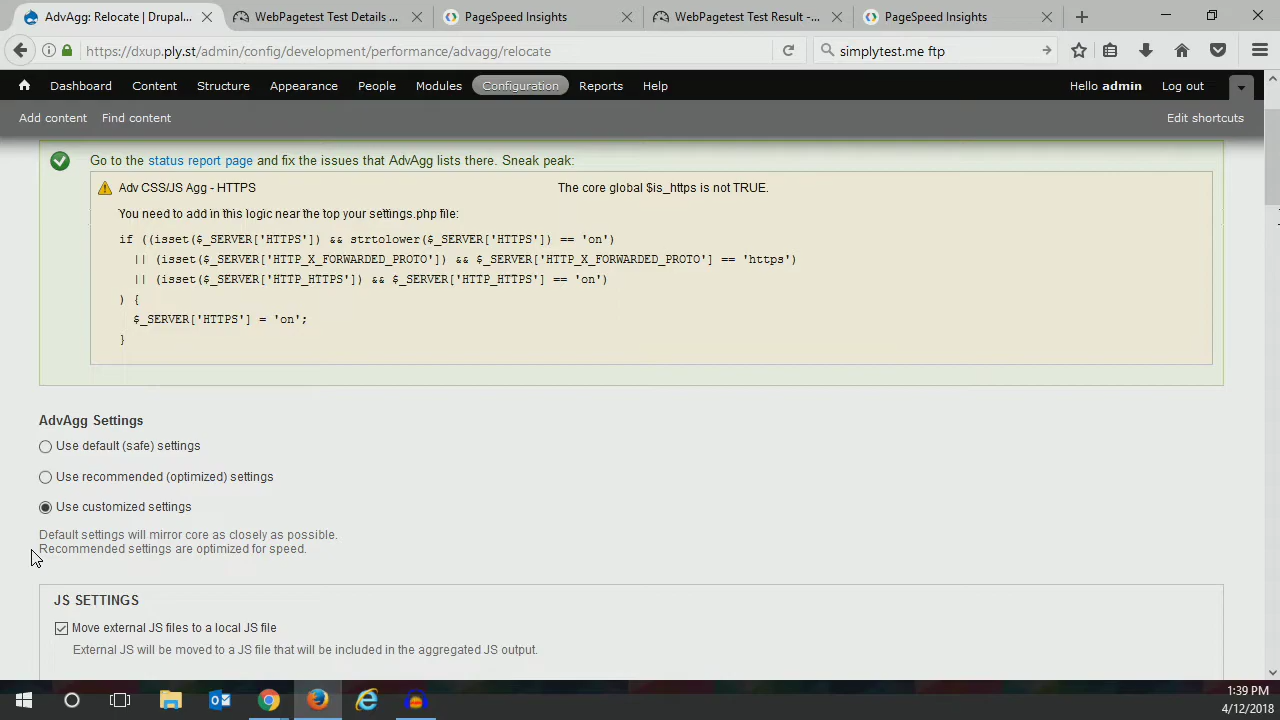 AdvAgg: Relocate | Drupal...
WebPagetest Test Details ...
PageSpeed Insights
WebPagetest Test Result -...
PageSpeed Insights
https://dxup.ply.st/admin/config/development/performance/advagg/relocate
simplytest.me ftp
Dashboard Content Structure Appearance People Modules Configuration Reports Help Hello admin Log out
Add content Find content Edit shortcuts
Go to the status report page and fix the issues that AdvAgg lists there. Sneak peak:
Adv CSS/JS Agg - HTTPS The core global $is_https is not TRUE.
You need to add in this logic near the top your settings.php file:
if ((isset($_SERVER['HTTPS']) && strtolower($_SERVER['HTTPS']) == 'on')
|| (isset($_SERVER['HTTP_X_FORWARDED_PROTO']) && $_SERVER['HTTP_X_FORWARDED_PROTO'] == 'https')
|| (isset($_SERVER['HTTP_HTTPS']) && $_SERVER['HTTP_HTTPS'] == 'on')
) {
$_SERVER['HTTPS'] = 'on';
}
AdvAgg Settings
Use default (safe) settings
Use recommended (optimized) settings
Use customized settings
Default settings will mirror core as closely as possible.
Recommended settings are optimized for speed.
JS SETTINGS
Move external JS files to a local JS file
External JS will be moved to a JS file that will be included in the aggregated JS output.
1:39 PM
4/12/2018